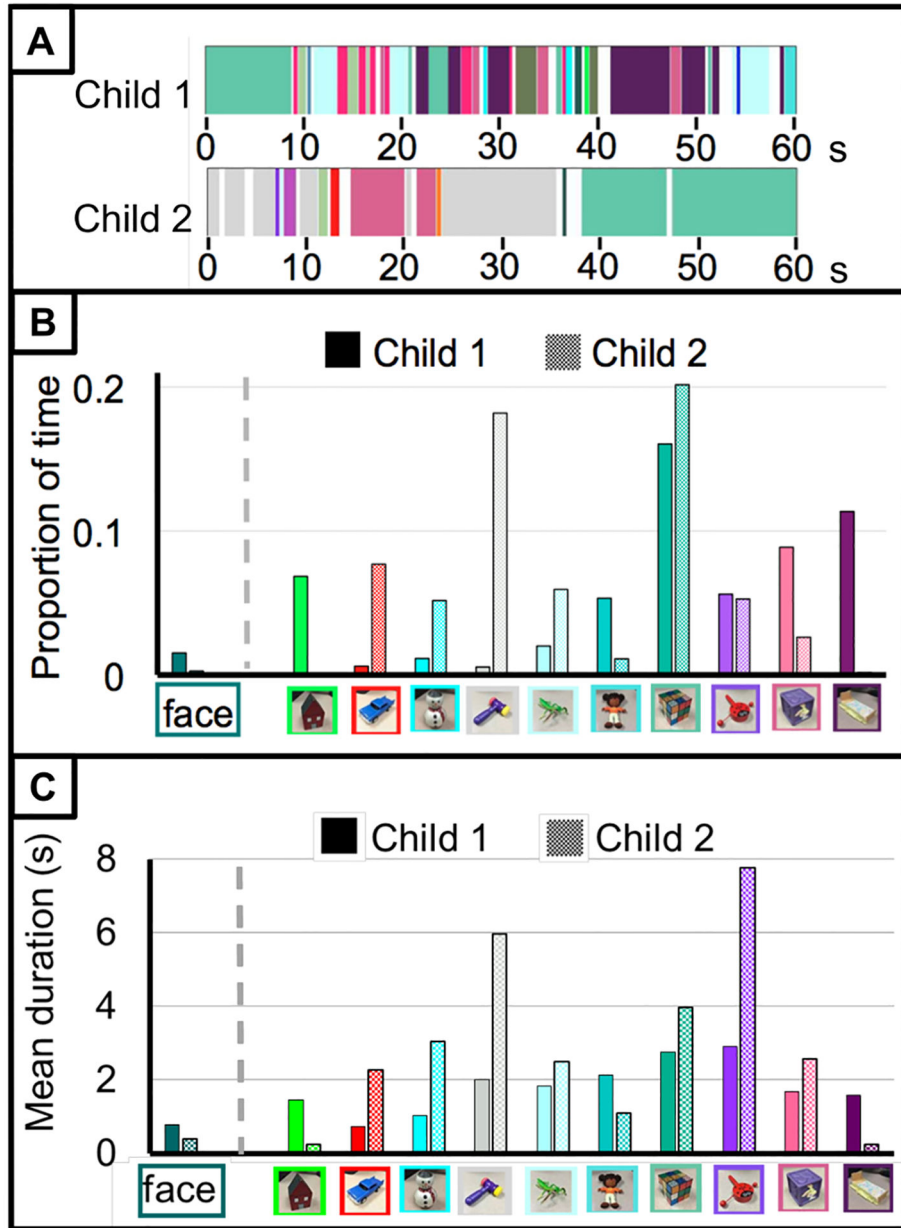 A
Child 1
0 10 20 30 40 50 60 s
Child 2
0 10 20 30 40 50 60 s
B
Child 1 Child 2
Proportion of time
0.2
0.1
0
face
C
Child 1 Child 2
Mean duration (s)
8
6
4
2
0
face